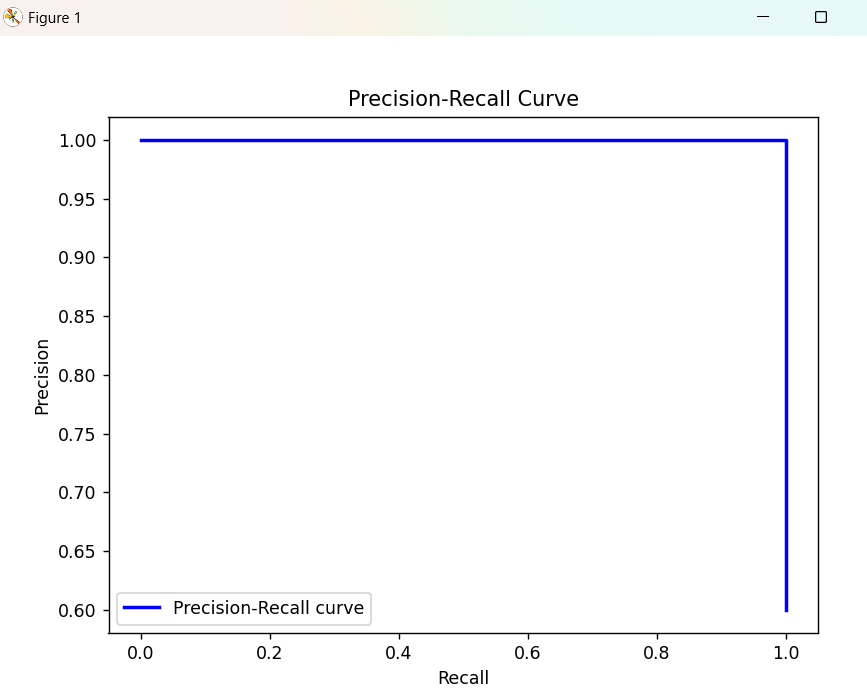 Figure 1
Precision-Recall Curve
1.00
0.95
0.90
0.85
0.80
0.75
0.70
0.65
0.60
Precision
Precision-Recall curve
0.0 0.2 0.4 0.6 0.8 1.0
Recall